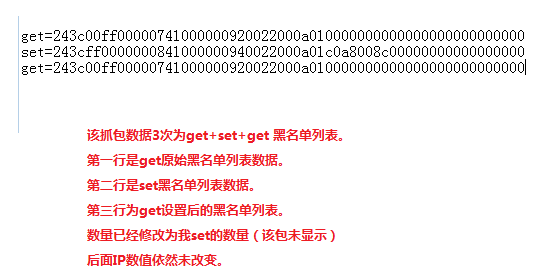 get=243c00ff00000741000000920022000a010000000000000000000000000
set=243cff00000008410000009400220000a01c0a8008c0000000000000000
get=243c00ff00000741000000920022000a010000000000000000000000000
该抓包数据3次为get+set+get 黑名单列表。
第一行是get原始黑名单列表数据。
第二行是set黑名单列表数据。
第三行为get设置后的黑名单列表。
数量已经修改为我set的数量（该包未显示）
后面IP数值依然未改变。